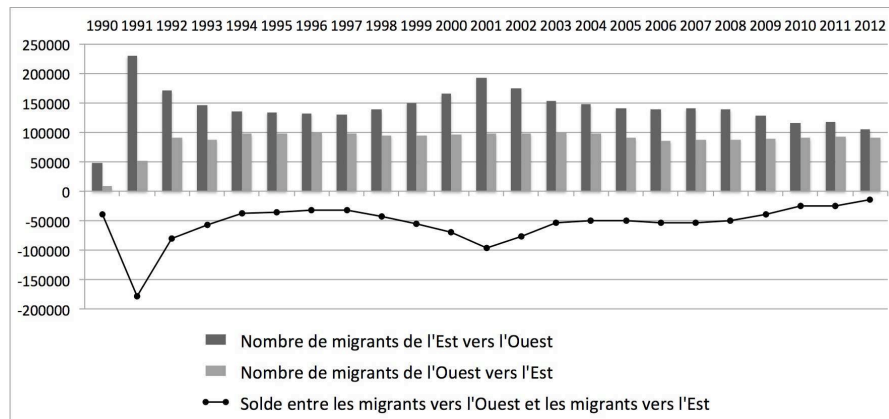 1990 1991 1992 1993 1994 1995 1996 1997 1998 1999 2000 2001 2002 2003 2004 2005 2006 2007 2008 2009 2010 2011 2012
250000
200000
150000
100000
50000
0
-50000
-100000
-150000
-200000
Nombre de migrants de l'Est vers l'Ouest
Nombre de migrants de l'Ouest vers l'Est
Solde entre les migrants vers l'Ouest et les migrants vers l'Est